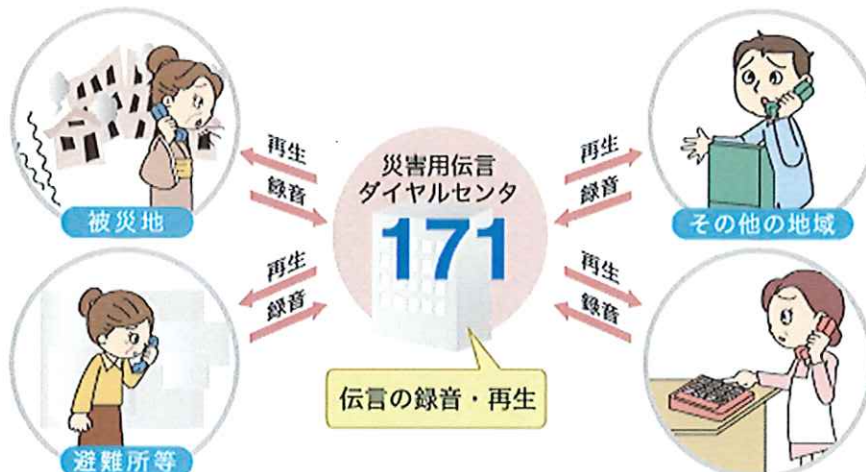 災害用伝言
ダイヤルセンタ
171
再生
録音
被災地
再生
録音
その他の地域
再生
録音
避難所等
再生
録音
伝言の録音・再生